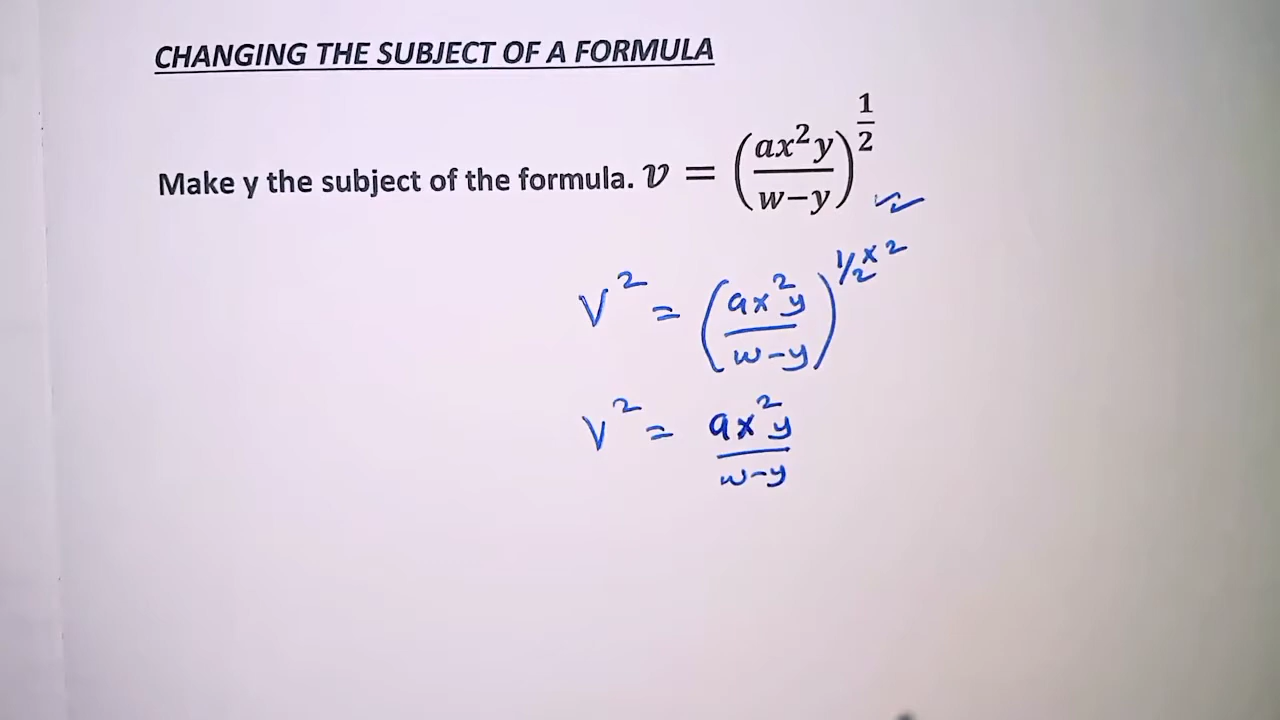 CHANGING THE SUBJECT OF A FORMULA
Make y the subject of the formula. v = (ax²y / w−y)^(1/2)
V² = (ax²y / w−y)^(1/2 × 2)
V² = ax²y / w−y